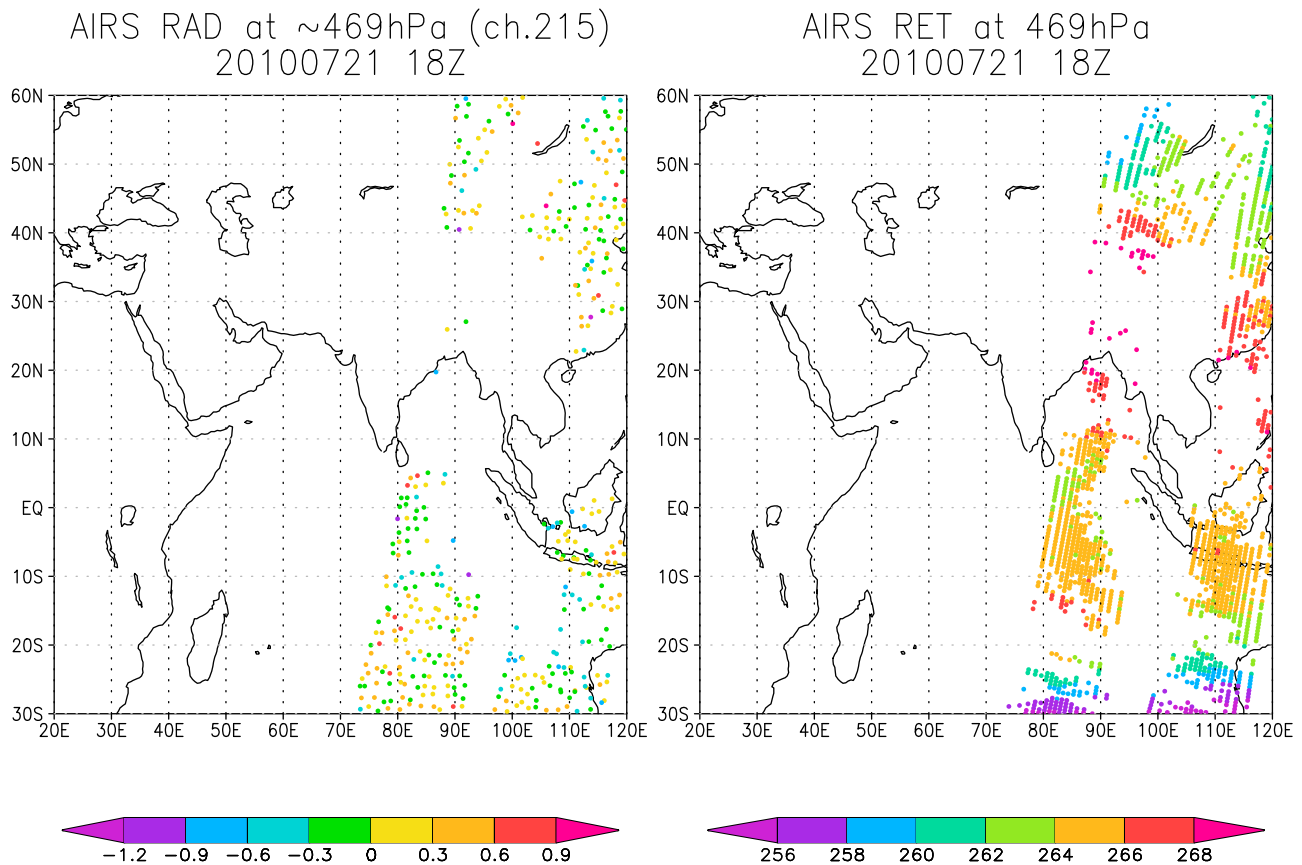 AIRS RAD at ~469hPa (ch.215)
20100721 18Z
60N
50N
40N
30N
20N
10N
EQ
10S
20S
30S
20E 30E 40E 50E 60E 70E 80E 90E 100E 110E 120E
-1.2 -0.9 -0.6 -0.3 0 0.3 0.6 0.9
AIRS RET at 469hPa
20100721 18Z
60N
50N
40N
30N
20N
10N
EQ
10S
20S
30S
20E 30E 40E 50E 60E 70E 80E 90E 100E 110E 120E
256 258 260 262 264 266 268